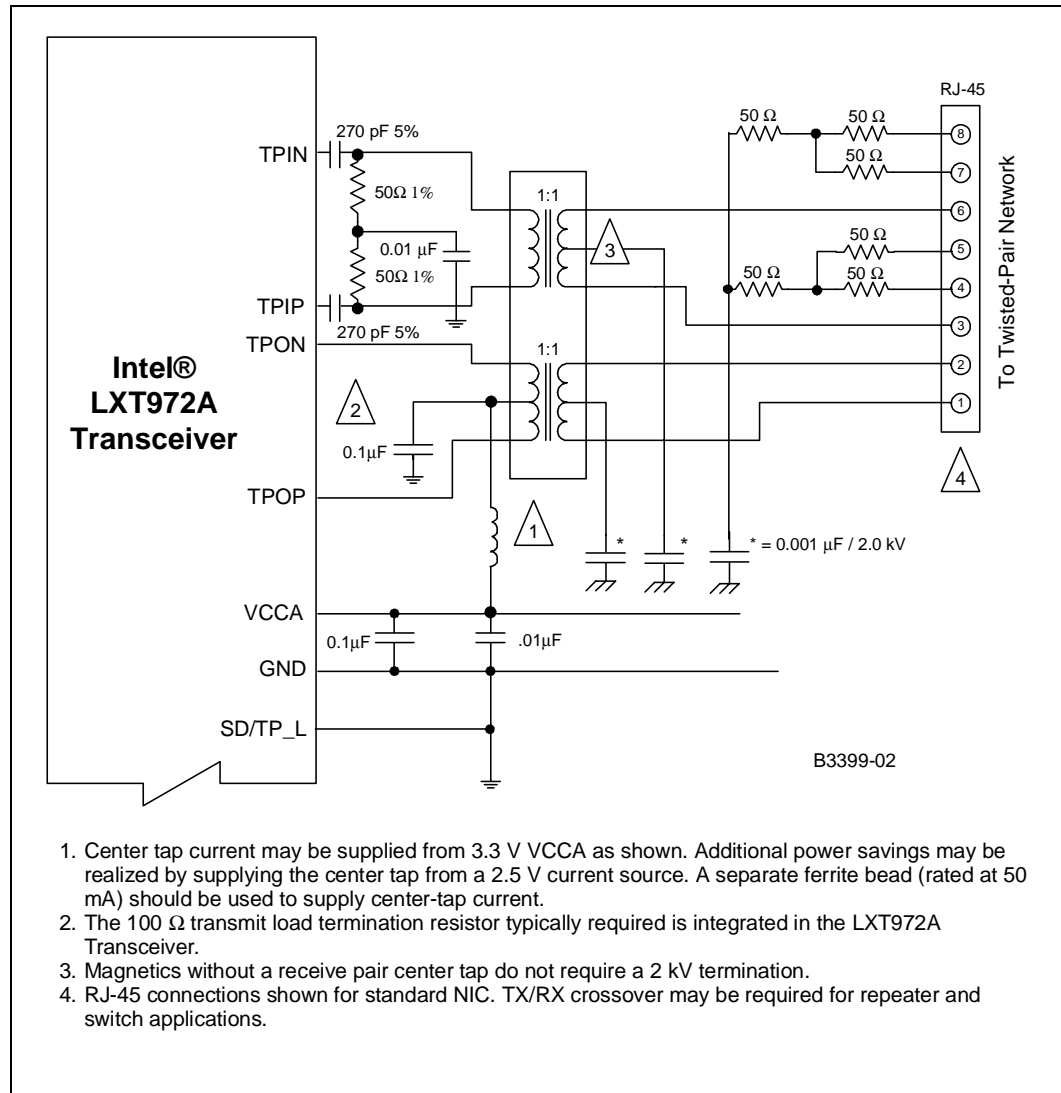 RJ-45
270 pF 5%
50 Ω
50 Ω
8
TPIN
50 Ω
7
50Ω 1%
1:1
6
3
50 Ω
5
0.01 µF
50Ω 1%
50 Ω
50 Ω
4
TPIP
270 pF 5%
3
TPON
1:1
2
Intel®
LXT972A
Transceiver
2
1
0.1µF
4
TPOP
1
To Twisted-Pair Network
*
*
* = 0.001 µF / 2.0 kV
VCCA
0.1µF
.01µF
GND
SD/TP_L
B3399-02
1. Center tap current may be supplied from 3.3 V VCCA as shown. Additional power savings may be
realized by supplying the center tap from a 2.5 V current source. A separate ferrite bead (rated at 50
mA) should be used to supply center-tap current.
2. The 100 Ω transmit load termination resistor typically required is integrated in the LXT972A
Transceiver.
3. Magnetics without a receive pair center tap do not require a 2 kV termination.
4. RJ-45 connections shown for standard NIC. TX/RX crossover may be required for repeater and
switch applications.